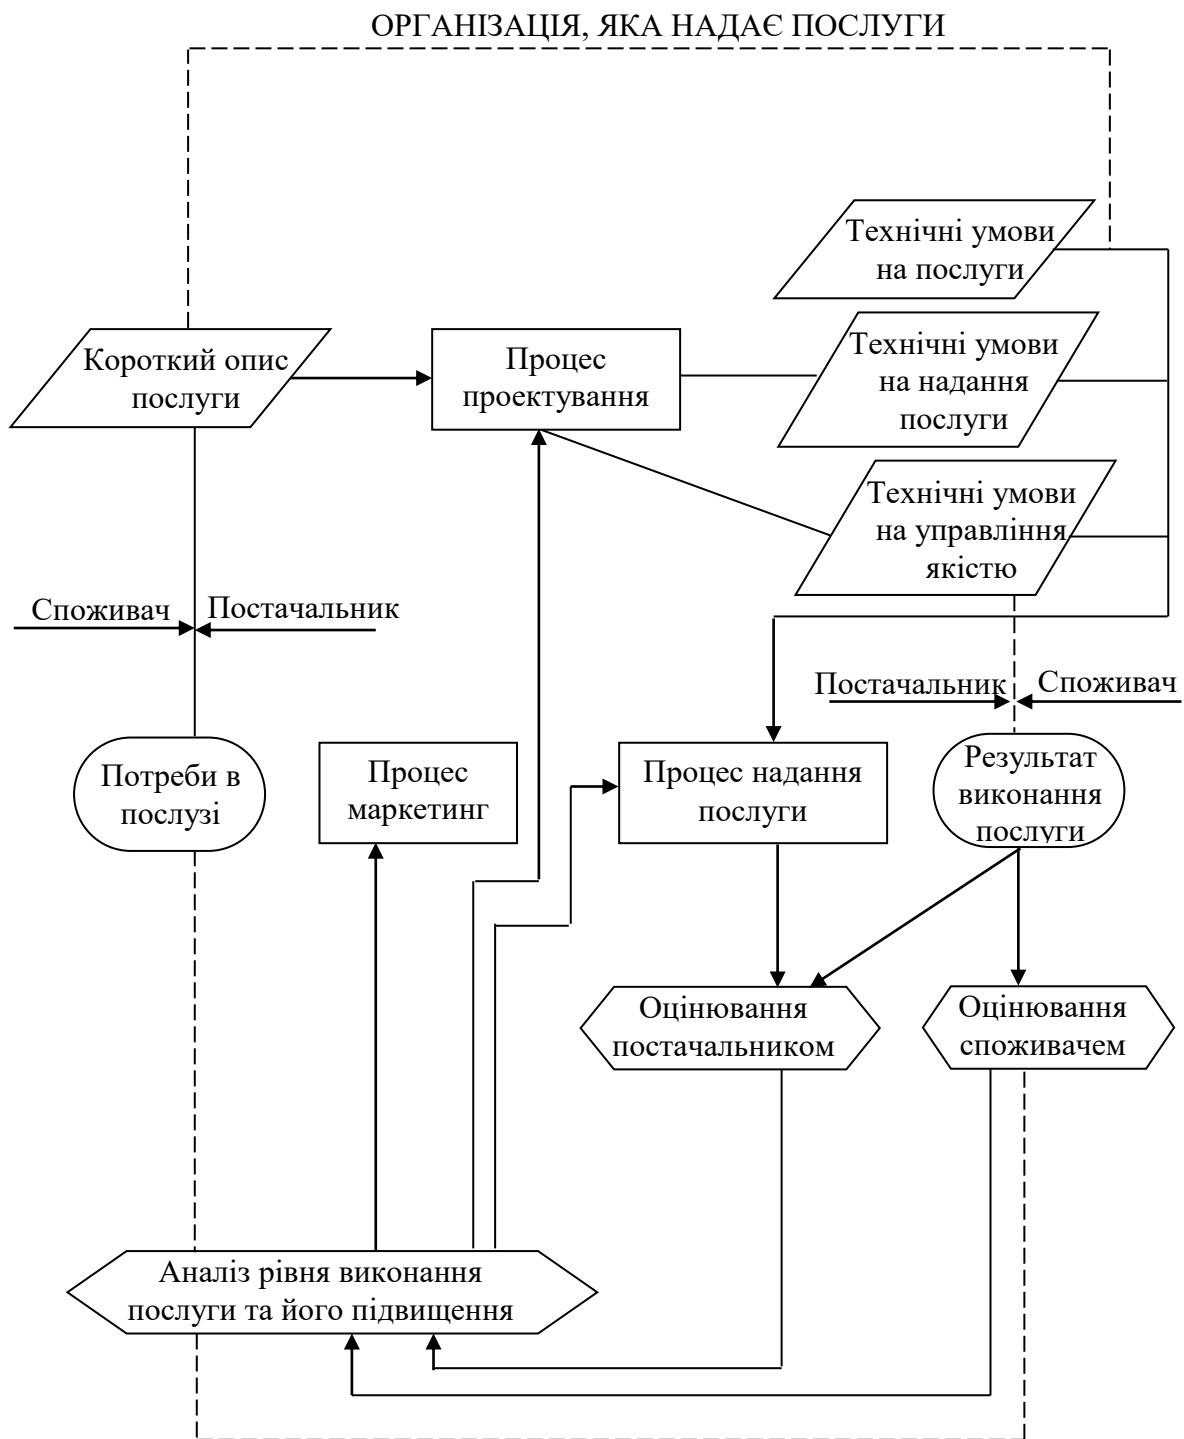 ОРГАНІЗАЦІЯ, ЯКА НАДАЄ ПОСЛУГИ
Технічні умови
на послуги
Короткий опис
послуги
Процес
проектування
Технічні умови
на надання
послуги
Технічні умови
на управління
якістю
Споживач
Постачальник
Постачальник
Споживач
Потреби в
послузі
Процес
маркетинг
Процес надання
послуги
Результат
виконання
послуги
Оцінювання
постачальником
Оцінювання
споживачем
Аналіз рівня виконання
послуги та його підвищення